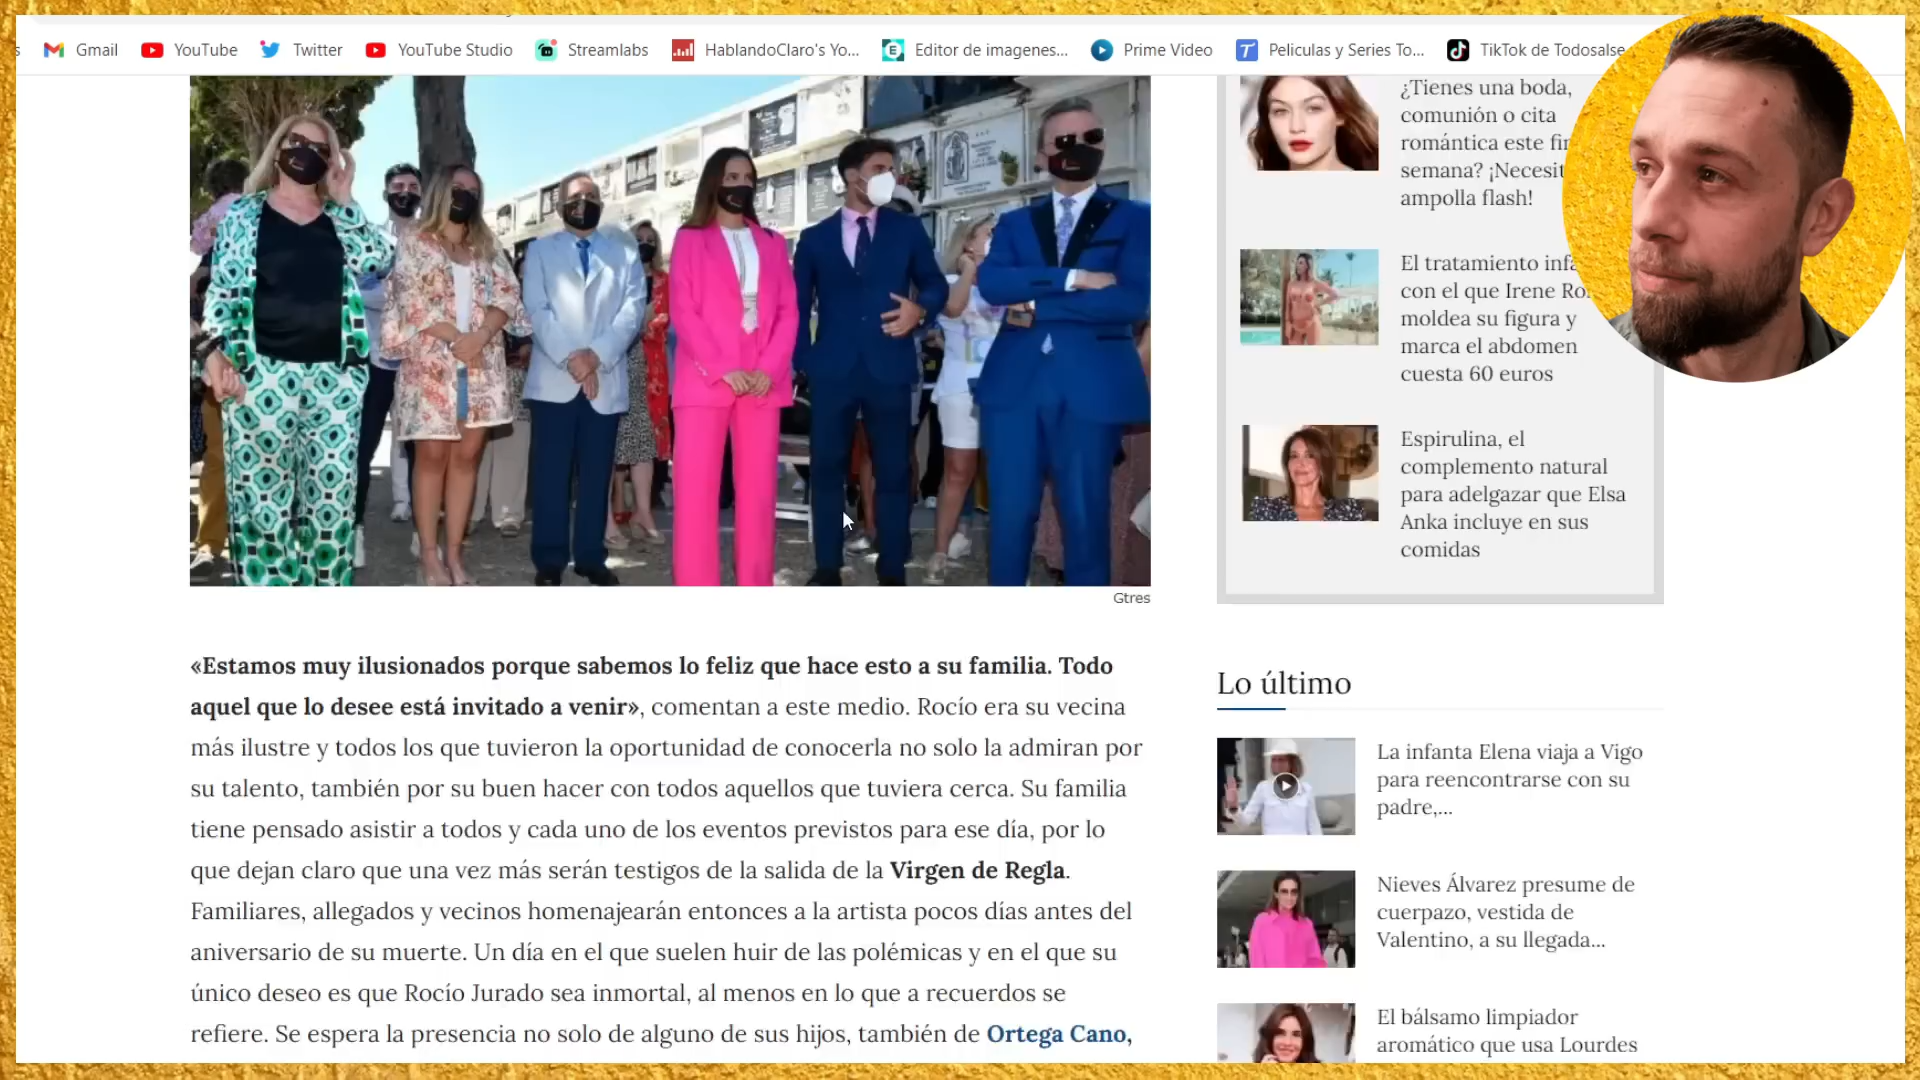 Gmail
YouTube
Twitter
YouTube Studio
Streamlabs
HablandoClaro's Yo...
Editor de imagenes...
Prime Video
Peliculas y Series To...
TikTok de Todosalse
¿Tienes una boda,
comunión o cita
romántica este fin
semana? ¡Necesit
ampolla flash!
El tratamiento infa
con el que Irene Ro
moldea su figura y
marca el abdomen
cuesta 60 euros
Espirulina, el
complemento natural
para adelgazar que Elsa
Anka incluye en sus
comidas
Gtres
«Estamos muy ilusionados porque sabemos lo feliz que hace esto a su familia. Todo
aquel que lo desee está invitado a venir», comentan a este medio. Rocío era su vecina
más ilustre y todos los que tuvieron la oportunidad de conocerla no solo la admiran por
su talento, también por su buen hacer con todos aquellos que tuviera cerca. Su familia
tiene pensado asistir a todos y cada uno de los eventos previstos para ese día, por lo
que dejan claro que una vez más serán testigos de la salida de la Virgen de Regla.
Familiares, allegados y vecinos homenajearán entonces a la artista pocos días antes del
aniversario de su muerte. Un día en el que suelen huir de las polémicas y en el que su
único deseo es que Rocío Jurado sea inmortal, al menos en lo que a recuerdos se
refiere. Se espera la presencia no solo de alguno de sus hijos, también de Ortega Cano,
Lo último
La infanta Elena viaja a Vigo
para reencontrarse con su
padre,...
Nieves Álvarez presume de
cuerpazo, vestida de
Valentino, a su llegada...
El bálsamo limpiador
aromático que usa Lourdes